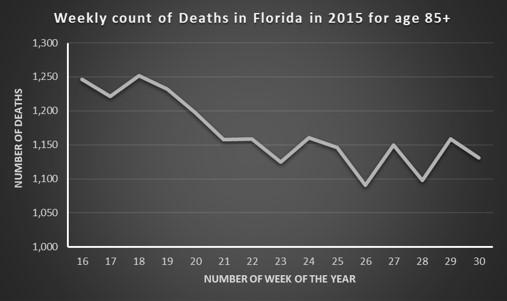 Weekly count of Deaths in Florida in 2015 for age 85+
1,300
1,250
1,200
1,150
1,100
1,050
1,000
NUMBER OF DEATHS
16 17 18 19 20 21 22 23 24 25 26 27 28 29 30
NUMBER OF WEEK OF THE YEAR